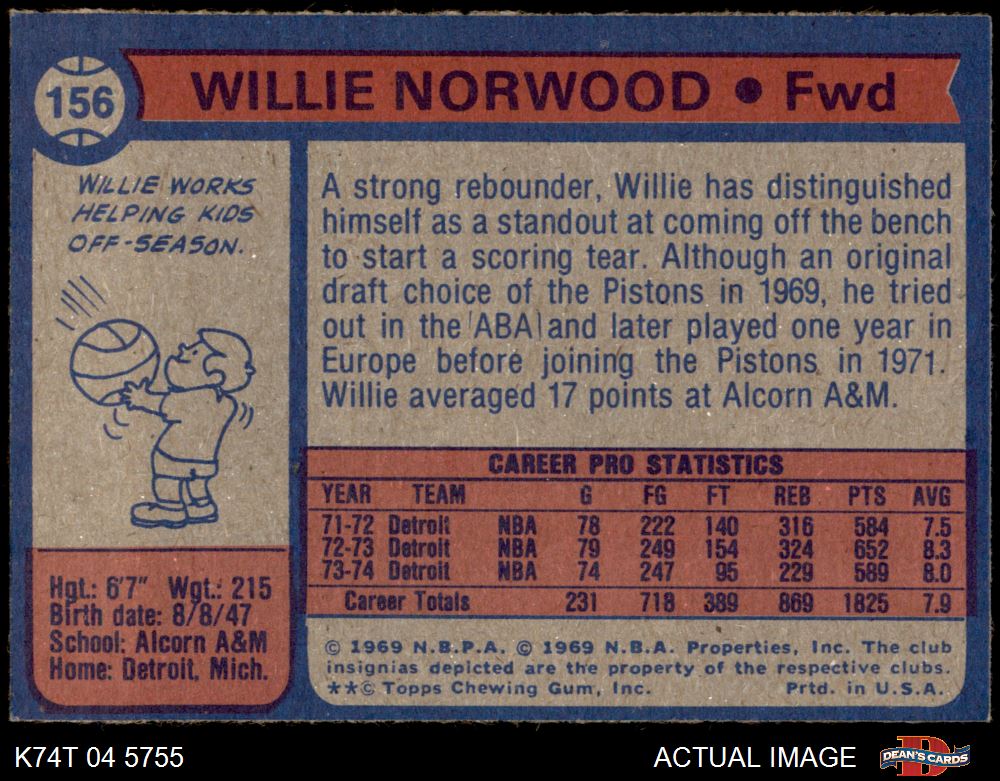 156
WILLIE NORWOOD • Fwd
WILLIE WORKS
HELPING KIDS
OFF-SEASON.
A strong rebounder, Willie has distinguished
himself as a standout at coming off the bench
to start a scoring tear. Although an original
draft choice of the Pistons in 1969, he tried
out in the ABA and later played one year in
Europe before joining the Pistons in 1971.
Willie averaged 17 points at Alcorn A&M.
Hgt.: 6'7" Wgt.: 215
Birth date: 8/8/47
School: Alcorn A&M
Home: Detroit, Mich.
CAREER PRO STATISTICS
YEAR TEAM G FG FT REB PTS AVG
71-72 Detroit NBA 78 222 140 316 584 7.5
72-73 Detroit NBA 79 249 154 324 652 8.3
73-74 Detroit NBA 74 247 95 229 589 8.0
Career Totals 231 718 389 869 1825 7.9
© 1969 N.B.P.A. © 1969 N.B.A. Properties, Inc. The club
insignias depicted are the property of the respective clubs.
**© Topps Chewing Gum, Inc. Prtd. in U.S.A.
K74T 04 5755
ACTUAL IMAGE
D
DEAN'S CARDS